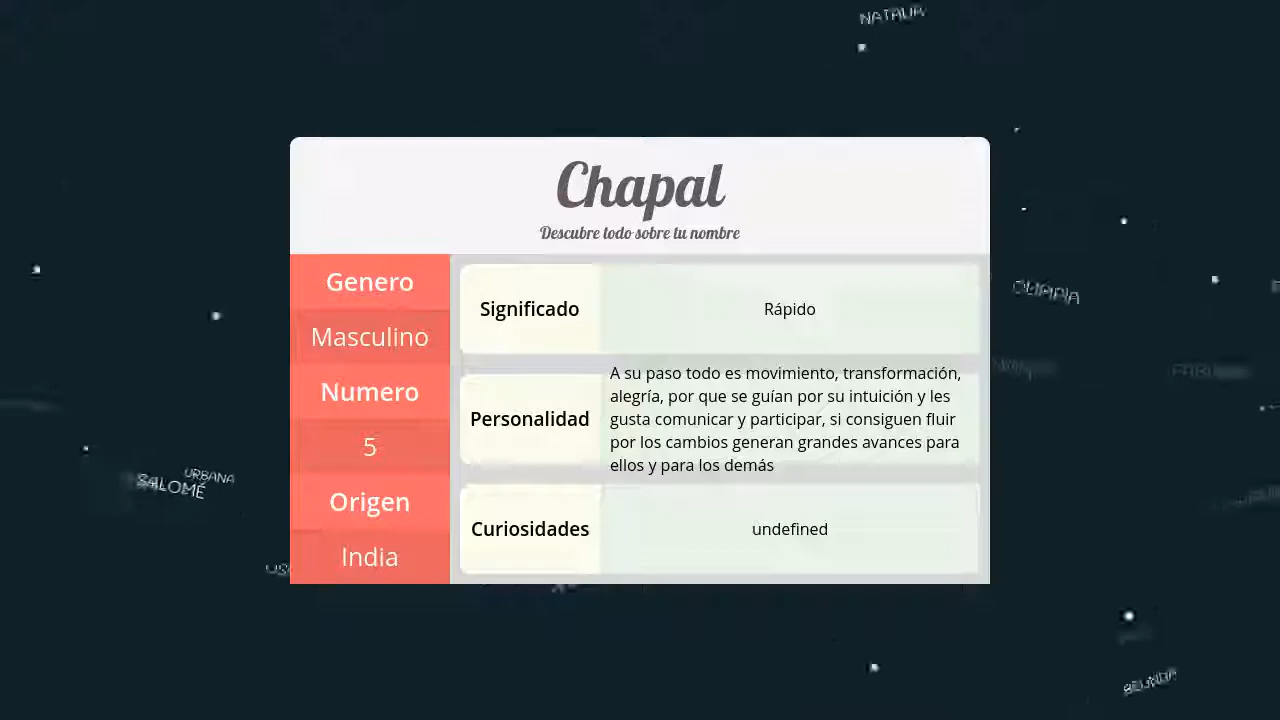 NATALIA
Chapal
Descubre todo sobre tu nombre
Genero
Masculino
Numero
5
Origen
India
Significado
Rápido
Personalidad
A su paso todo es movimiento, transformación,
alegría, por que se guían por su intuición y les
gusta comunicar y participar, si consiguen fluir
por los cambios generan grandes avances para
ellos y para los demás
Curiosidades
undefined
OLIMPIA
URBANA
SALOMÉ
BELINDA